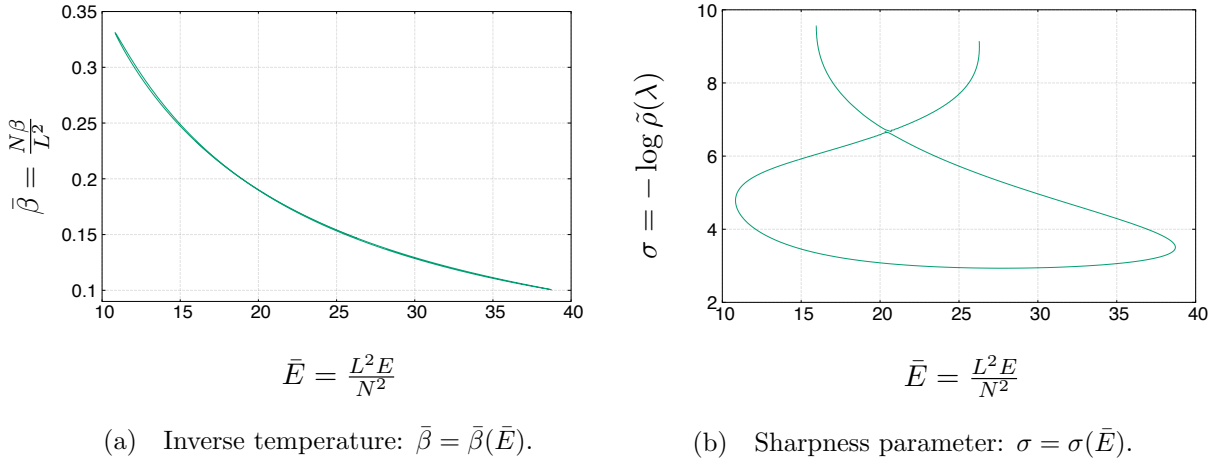 0.35
0.3
0.25
0.2
0.15
0.1
10 15 20 25 30 35 40
β̄ = Nβ/L²
Ē = L²E/N²
(a) Inverse temperature: β̄ = β̄(Ē).
10
8
6
4
2
10 15 20 25 30 35 40
σ = − log ρ̃(λ)
Ē = L²E/N²
(b) Sharpness parameter: σ = σ(Ē).